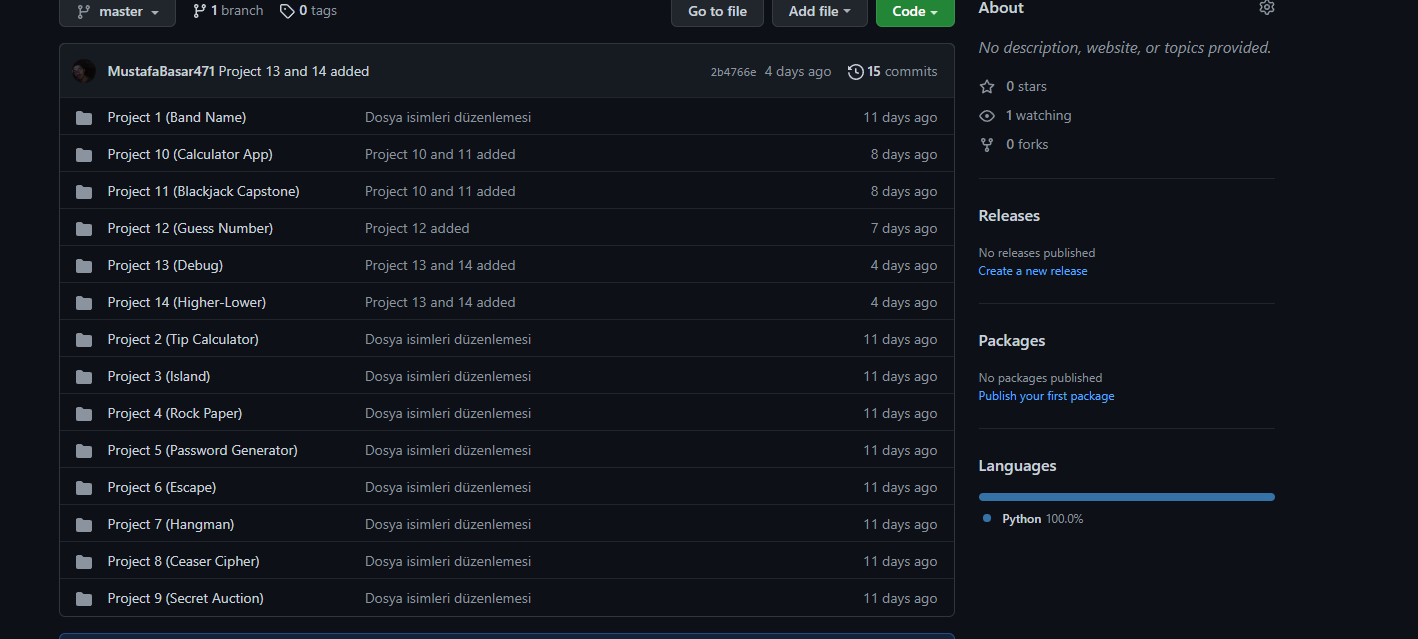 master
1 branch
0 tags
Go to file
Add file
Code
MustafaBasar471 Project 13 and 14 added
2b4766e 4 days ago
15 commits
Project 1 (Band Name) Dosya isimleri düzenlemesi 11 days ago
Project 10 (Calculator App) Project 10 and 11 added 8 days ago
Project 11 (Blackjack Capstone) Project 10 and 11 added 8 days ago
Project 12 (Guess Number) Project 12 added 7 days ago
Project 13 (Debug) Project 13 and 14 added 4 days ago
Project 14 (Higher-Lower) Project 13 and 14 added 4 days ago
Project 2 (Tip Calculator) Dosya isimleri düzenlemesi 11 days ago
Project 3 (Island) Dosya isimleri düzenlemesi 11 days ago
Project 4 (Rock Paper) Dosya isimleri düzenlemesi 11 days ago
Project 5 (Password Generator) Dosya isimleri düzenlemesi 11 days ago
Project 6 (Escape) Dosya isimleri düzenlemesi 11 days ago
Project 7 (Hangman) Dosya isimleri düzenlemesi 11 days ago
Project 8 (Ceaser Cipher) Dosya isimleri düzenlemesi 11 days ago
Project 9 (Secret Auction) Dosya isimleri düzenlemesi 11 days ago
About
No description, website, or topics provided.
0 stars
1 watching
0 forks
Releases
No releases published
Create a new release
Packages
No packages published
Publish your first package
Languages
Python 100.0%